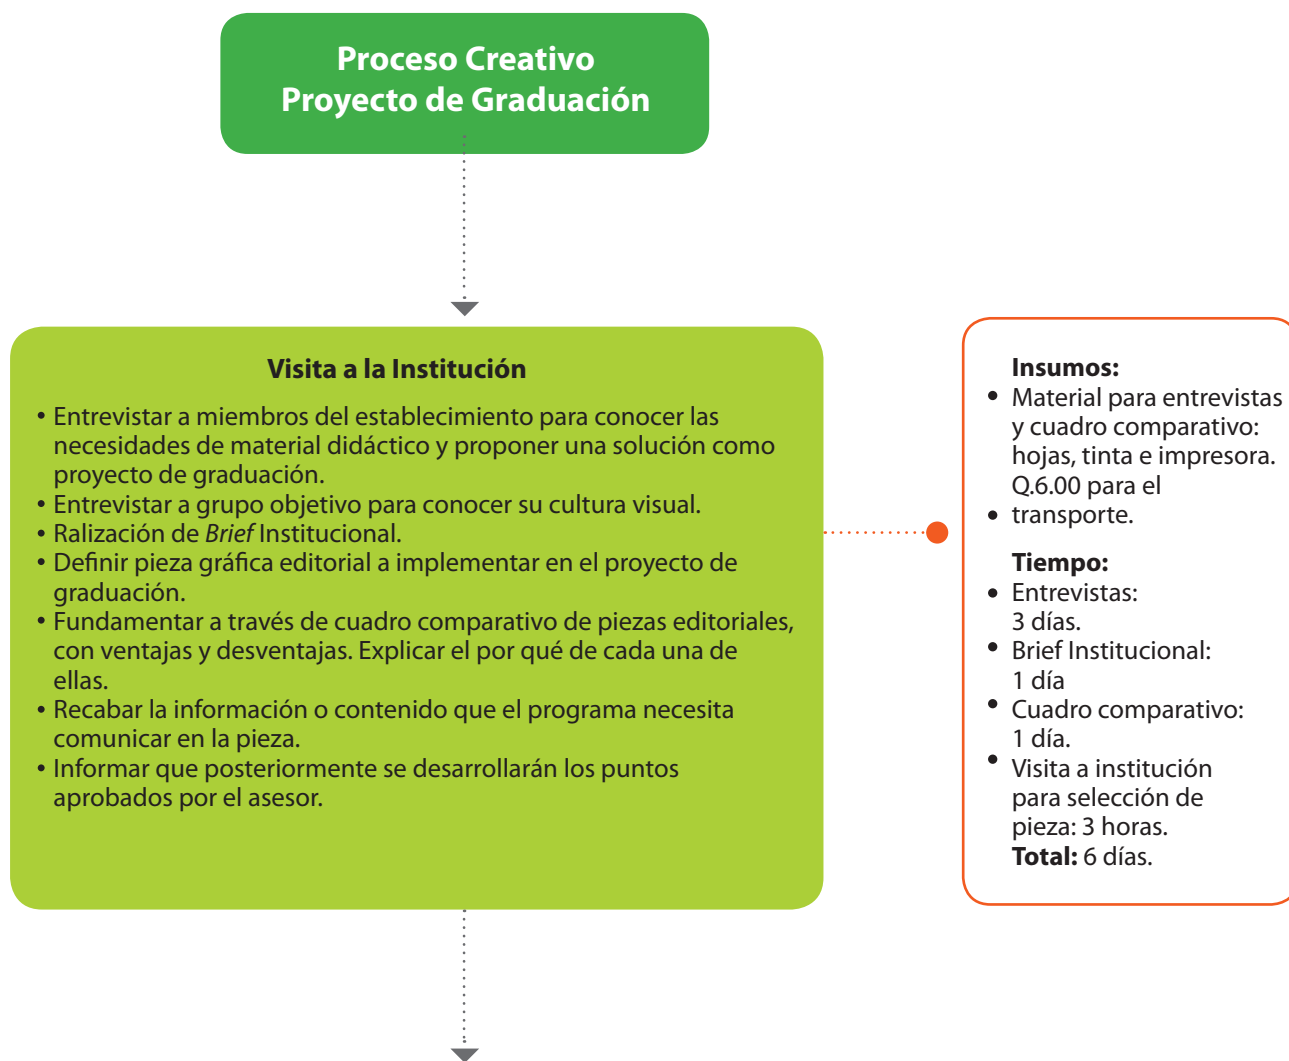 Proceso Creativo
Proyecto de Graduación
Visita a la Institución
• Entrevistar a miembros del establecimiento para conocer las
necesidades de material didáctico y proponer una solución como
proyecto de graduación.
• Entrevistar a grupo objetivo para conocer su cultura visual.
• Ralización de Brief Institucional.
• Definir pieza gráfica editorial a implementar en el proyecto de
graduación.
• Fundamentar a través de cuadro comparativo de piezas editoriales,
con ventajas y desventajas. Explicar el por qué de cada una de
ellas.
• Recabar la información o contenido que el programa necesita
comunicar en la pieza.
• Informar que posteriormente se desarrollarán los puntos
aprobados por el asesor.
Insumos:
• Material para entrevistas
y cuadro comparativo:
hojas, tinta e impresora.
Q.6.00 para el
• transporte.
Tiempo:
• Entrevistas:
3 días.
• Brief Institucional:
1 día
• Cuadro comparativo:
1 día.
• Visita a institución
para selección de
pieza: 3 horas.
Total: 6 días.